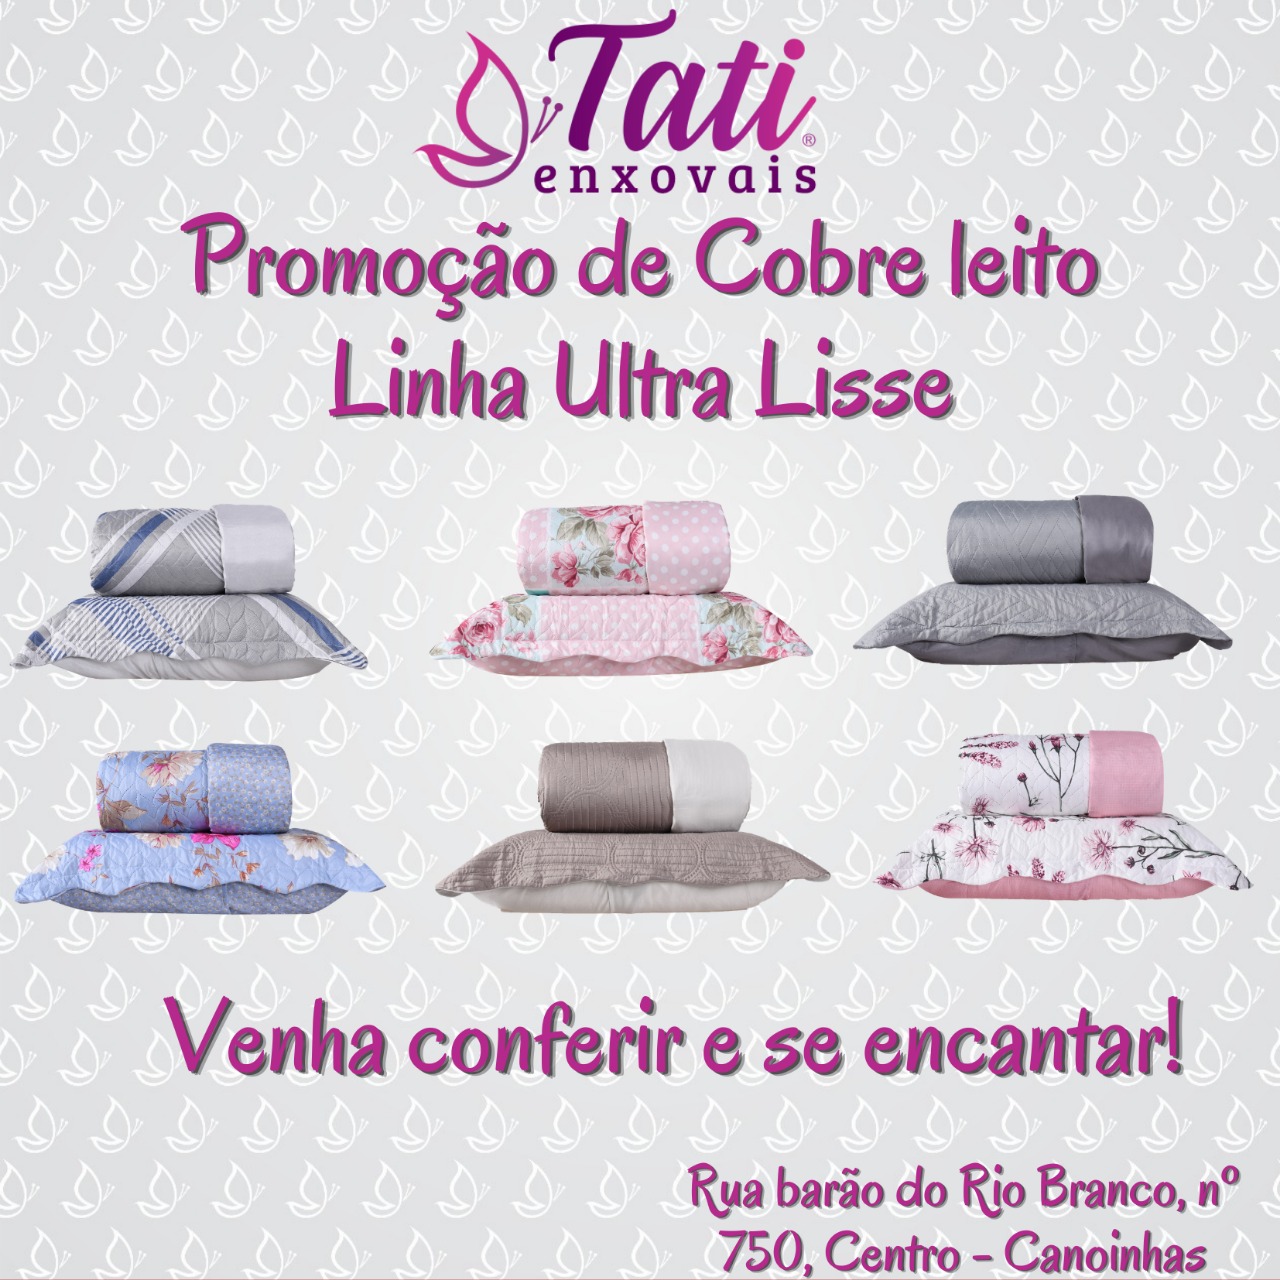 Tati®
enxovais
Promoção de Cobre leito
Linha Ultra Lisse
Venha conferir e se encantar!
Rua barão do Rio Branco, nº
750, Centro - Canoinhas